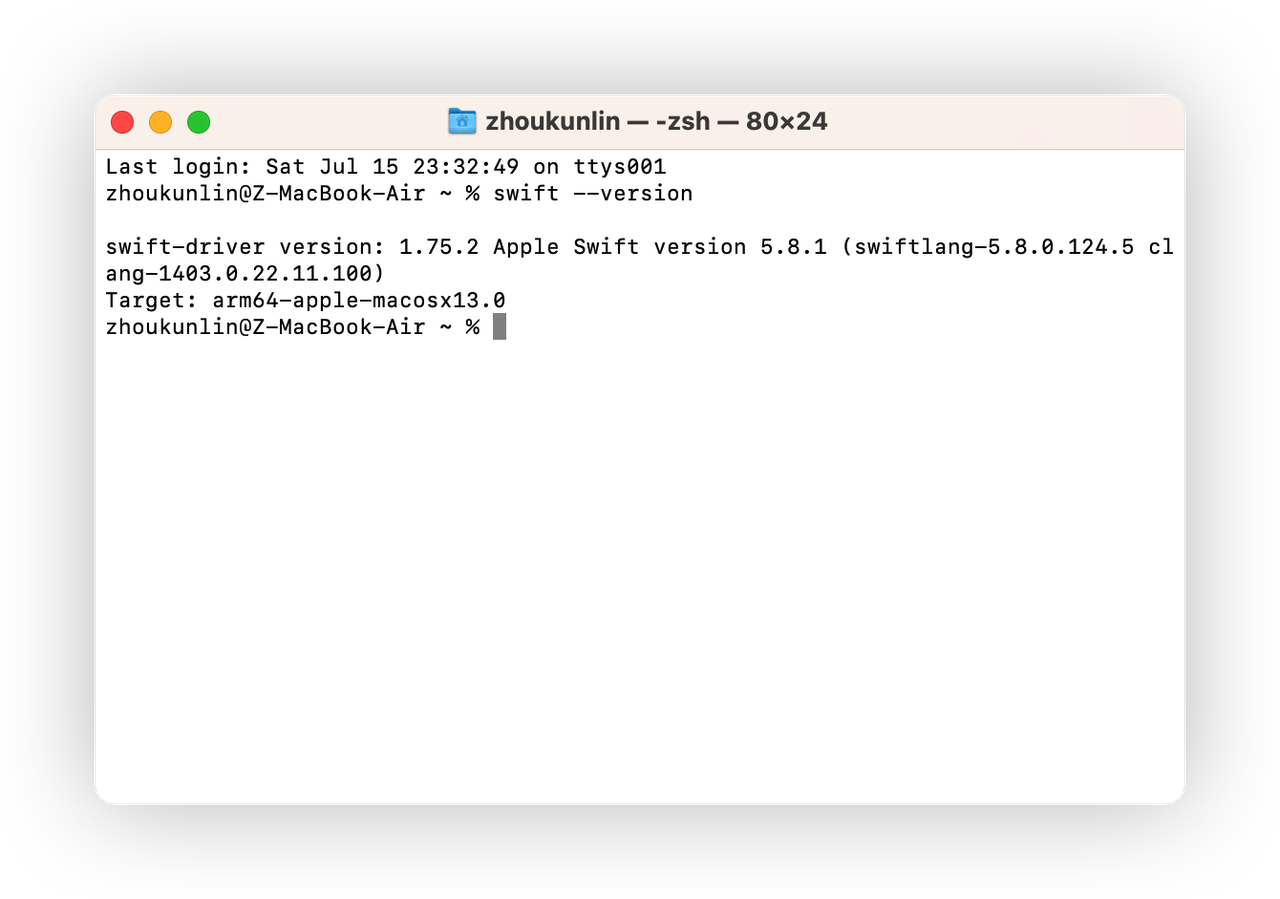 zhoukunlin — -zsh — 80×24
Last login: Sat Jul 15 23:32:49 on ttys001
zhoukunlin@Z-MacBook-Air ~ % swift --version
swift-driver version: 1.75.2 Apple Swift version 5.8.1 (swiftlang-5.8.0.124.5 cl
ang-1403.0.22.11.100)
Target: arm64-apple-macosx13.0
zhoukunlin@Z-MacBook-Air ~ %